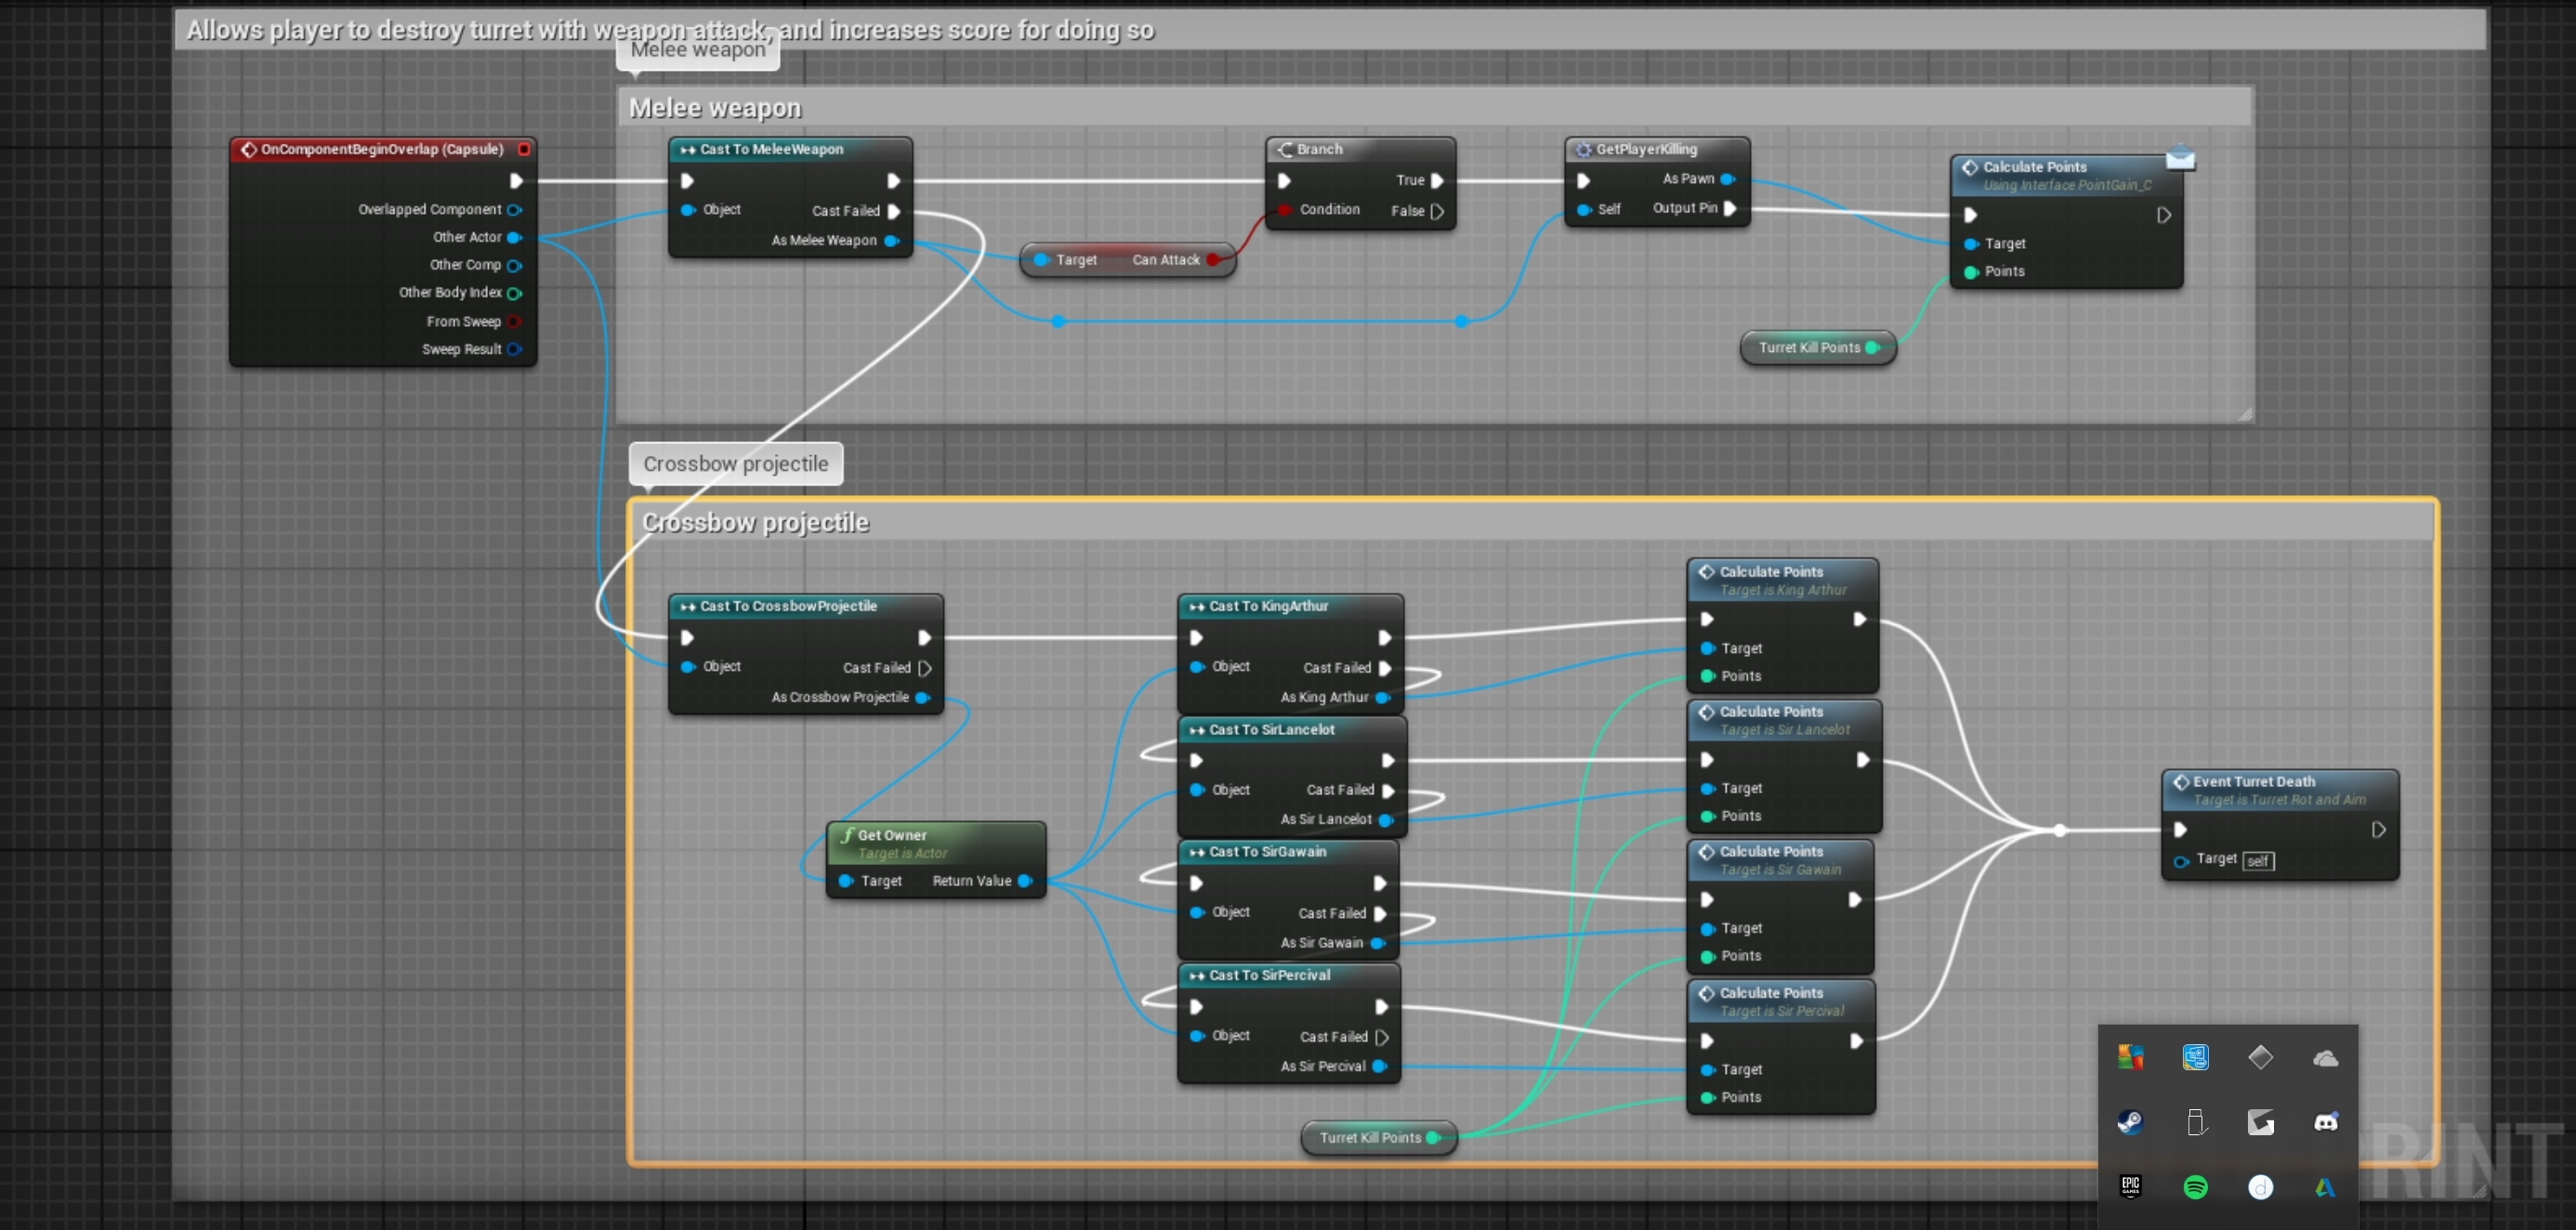 Allows player to destroy turret with weapon attack, and increases score for doing so
Melee weapon
Melee weapon
OnComponentBeginOverlap (Capsule)
Overlapped Component
Other Actor
Other Comp
Other Body Index
From Sweep
Sweep Result
Cast To MeleeWeapon
Object
Cast Failed
As Melee Weapon
Target Can Attack
Branch
True
Condition False
GetPlayerKilling
As Pawn
Self Output Pin
Calculate Points
Using Interface PointGain_C
Target
Points
Turret Kill Points
Crossbow projectile
Crossbow projectile
Cast To CrossbowProjectile
Object Cast Failed
As Crossbow Projectile
Get Owner
Target is Actor
Target Return Value
Cast To KingArthur
Object Cast Failed
As King Arthur
Cast To SirLancelot
Object Cast Failed
As Sir Lancelot
Cast To SirGawain
Object Cast Failed
As Sir Gawain
Cast To SirPercival
Object Cast Failed
As Sir Percival
Turret Kill Points
Calculate Points
Target is King Arthur
Target
Points
Calculate Points
Target is Sir Lancelot
Target
Points
Calculate Points
Target is Sir Gawain
Target
Points
Calculate Points
Target is Sir Percival
Target
Points
Event Turret Death
Target is Turret Rot and Aim
Target self
EPIC
GAMES
d
RINT